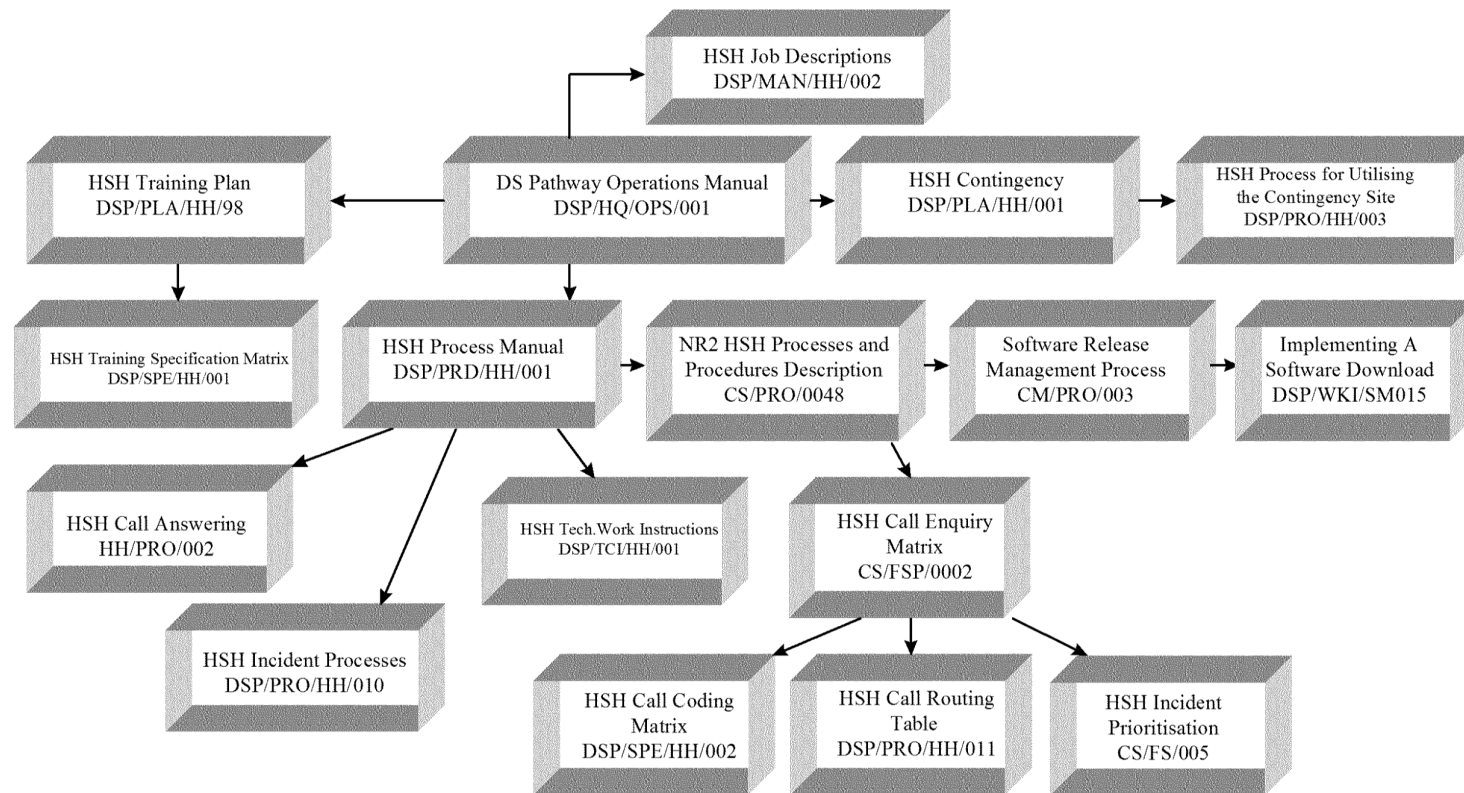 HSH Job Descriptions
DSP/MAN/HH/002
HSH Training Plan
DSP/PLA/HH/98
DS Pathway Operations Manual
DSP/HQ/OPS/001
HSH Contingency
DSP/PLA/HH/001
HSH Process for Utilising
the Contingency Site
DSP/PRO/HH/003
HSH Training Specification Matrix
DSP/SPE/HH/001
HSH Process Manual
DSP/PRD/HH/001
NR2 HSH Processes and
Procedures Description
CS/PRO/0048
Software Release
Management Process
CM/PRO/003
Implementing A
Software Download
DSP/WKI/SM015
HSH Call Answering
HH/PRO/002
HSH Tech.Work Instructions
DSP/TCI/HH/001
HSH Call Enquiry
Matrix
CS/FSP/0002
HSH Incident Processes
DSP/PRO/HH/010
HSH Call Coding
Matrix
DSP/SPE/HH/002
HSH Call Routing
Table
DSP/PRO/HH/011
HSH Incident
Prioritisation
CS/FS/005